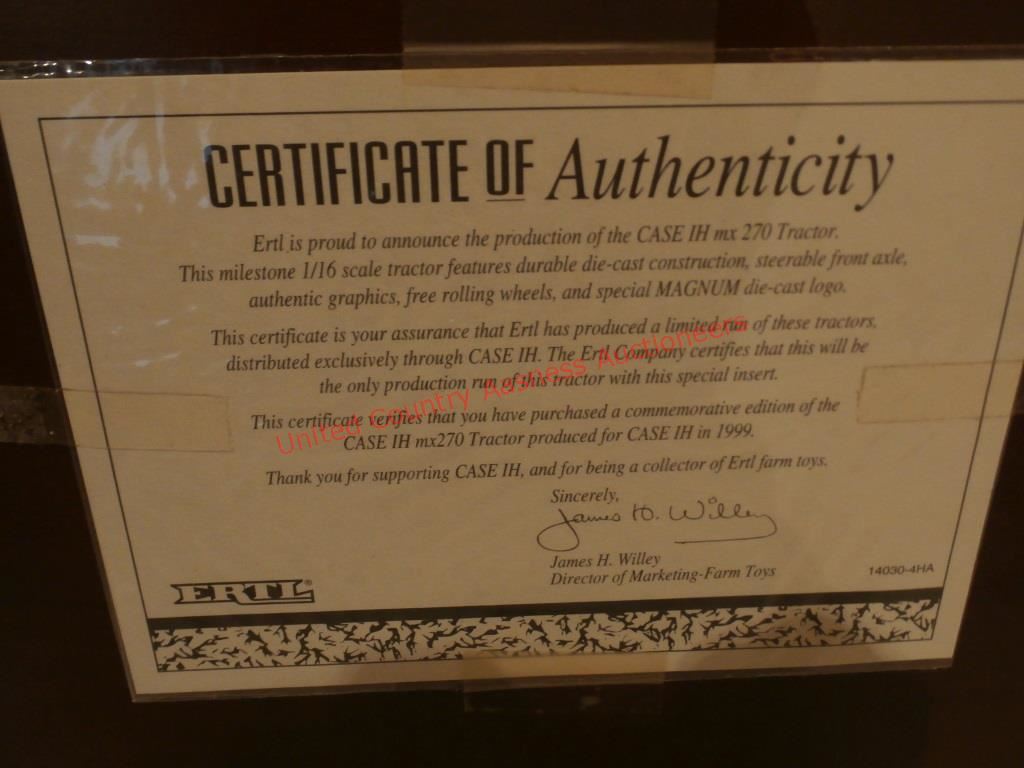 CERTIFICATE OF Authenticity
Ertl is proud to announce the production of the CASE IH mx 270 Tractor.
This milestone 1/16 scale tractor features durable die-cast construction, steerable front axle,
authentic graphics, free rolling wheels, and special MAGNUM die-cast logo.
This certificate is your assurance that Ertl has produced a limited run of these tractors,
distributed exclusively through CASE IH. The Ertl Company certifies that this will be
the only production run of this tractor with this special insert.
This certificate verifies that you have purchased a commemorative edition of the
CASE IH mx270 Tractor produced for CASE IH in 1999.
Thank you for supporting CASE IH, and for being a collector of Ertl farm toys.
Sincerely,
James H. Willey
James H. Willey
Director of Marketing-Farm Toys
14030-4HA
ERTL®
United Country Asness Auctioneers